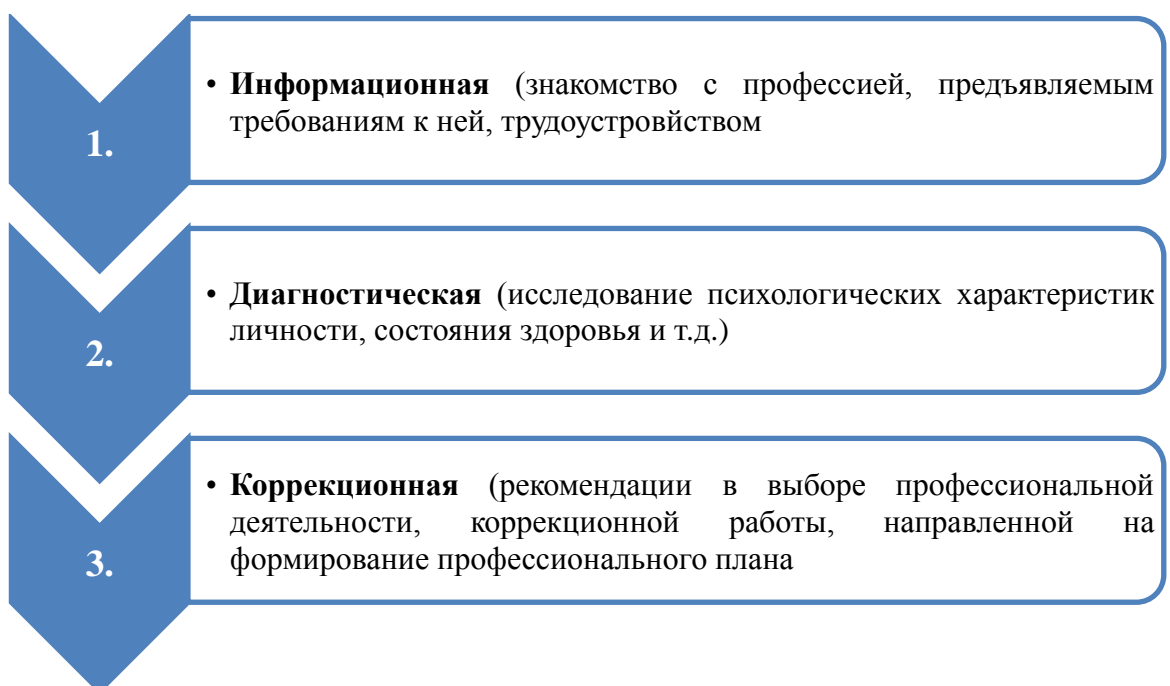 • Информационная (знакомство с профессией, предъявляемым
требованиям к ней, трудоустровйством
1.
• Диагностическая (исследование психологических характеристик
личности, состояния здоровья и т.д.)
2.
• Коррекционная (рекомендации в выборе профессиональной
деятельности, коррекционной работы, направленной на
формирование профессионального плана
3.